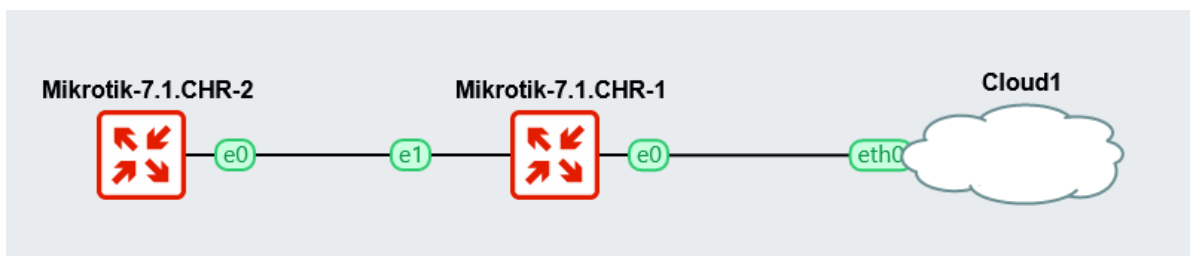 Mikrotik-7.1.CHR-2
Mikrotik-7.1.CHR-1
Cloud1
e0
e1
e0
eth0